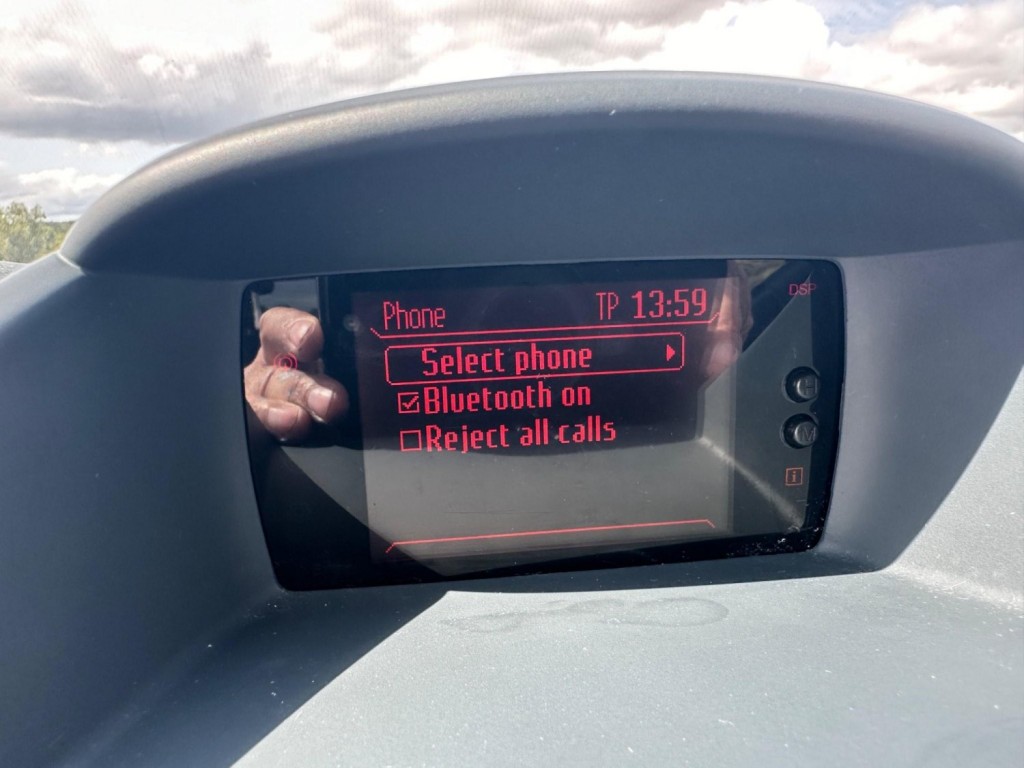 Phone TP 13:59
DSP
Select phone
Bluetooth on
Reject all calls
H
M
i